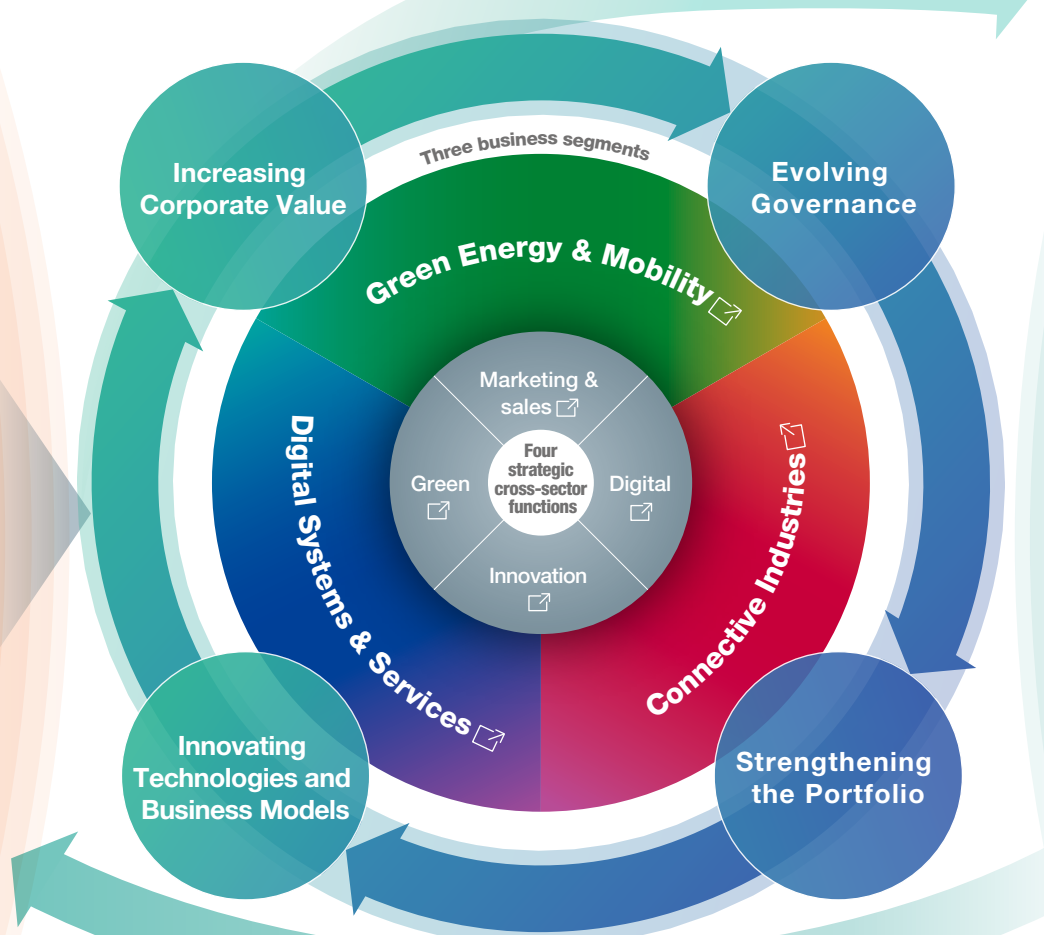 Three business segments
Increasing
Corporate Value
Evolving
Governance
Green Energy & Mobility
Marketing &
sales
Four
strategic
cross-sector
functions
Green
Digital
Innovation
Digital Systems & Services
Connective Industries
Innovating
Technologies and
Business Models
Strengthening
the Portfolio